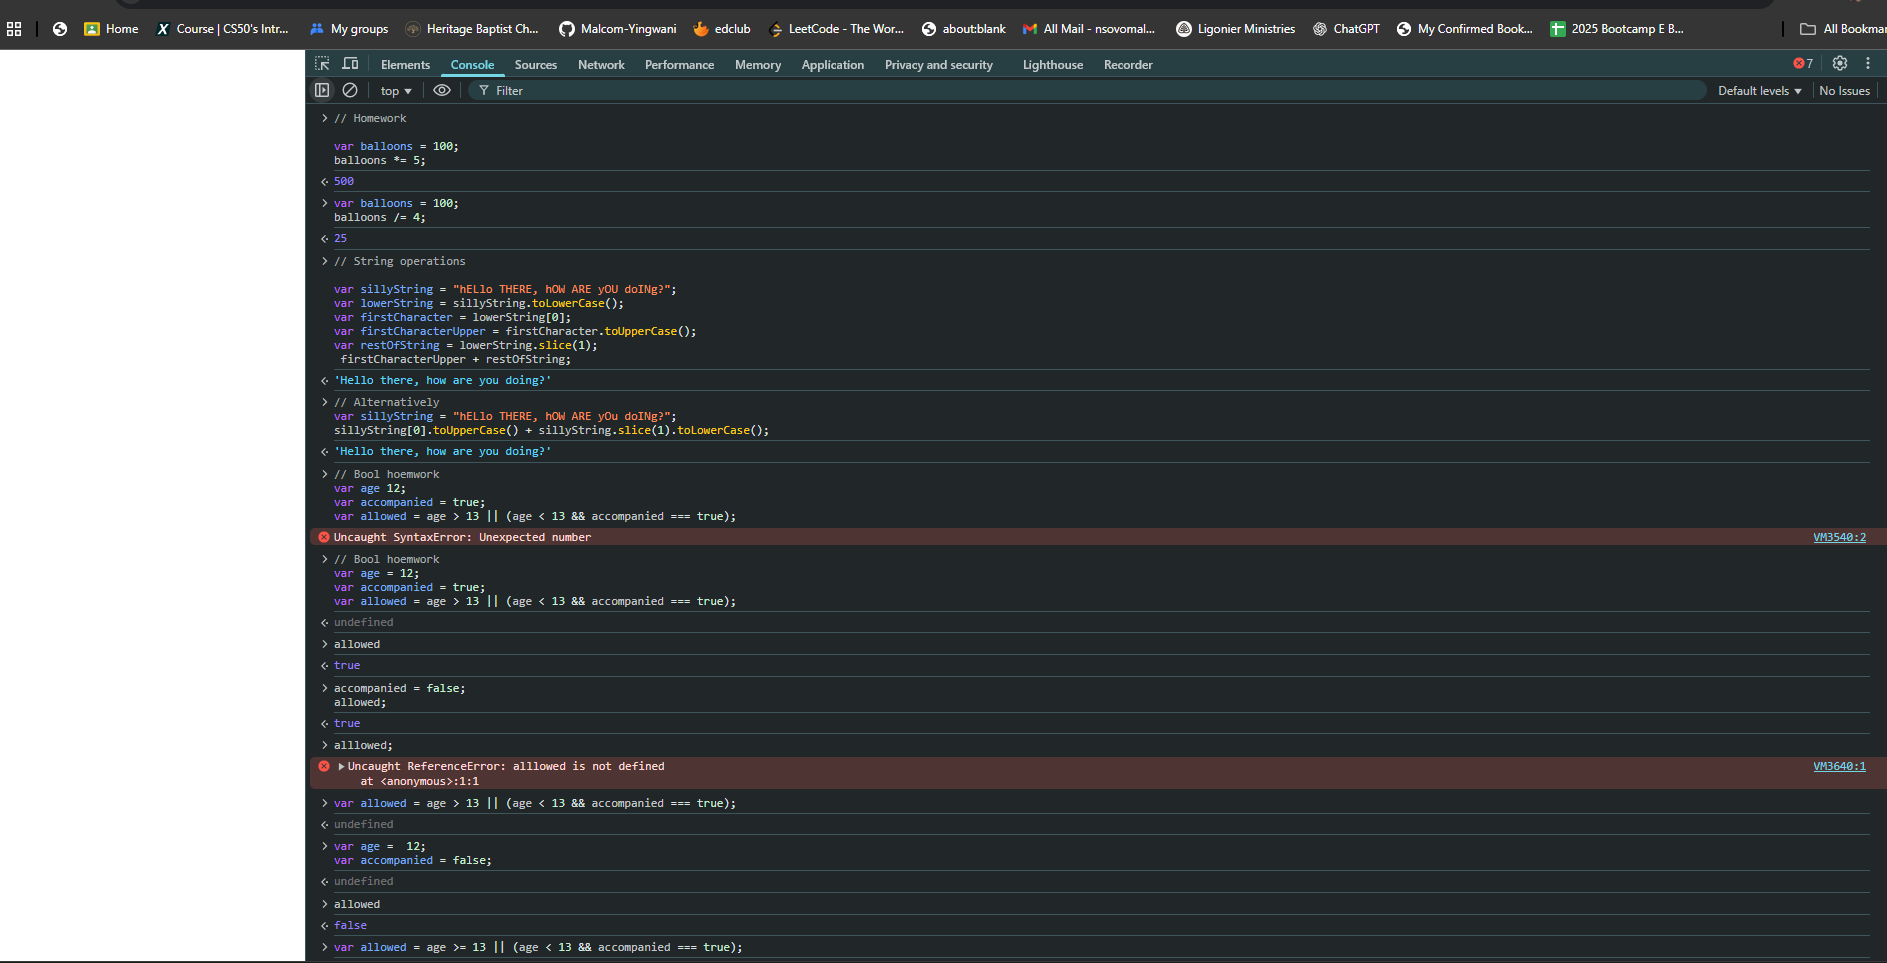 Home
Course | CS50's Intr...
My groups
Heritage Baptist Ch...
Malcom-Yingwani
edclub
LeetCode - The Wor...
about:blank
All Mail - nsovomal...
Ligonier Ministries
ChatGPT
My Confirmed Book...
2025 Bootcamp E B...
All Bookmar
Elements
Console
Sources
Network
Performance
Memory
Application
Privacy and security
Lighthouse
Recorder
7
top
Filter
Default levels
No Issues
// Homework
var balloons = 100;
balloons *= 5;
500
var balloons = 100;
balloons /= 4;
25
// String operations
var sillyString = "hELlo THERE, hOW ARE yOU doINg?";
var lowerString = sillyString.toLowerCase();
var firstCharacter = lowerString[0];
var firstCharacterUpper = firstCharacter.toUpperCase();
var restOfString = lowerString.slice(1);
firstCharacterUpper + restOfString;
'Hello there, how are you doing?'
// Alternatively
var sillyString = "hELlo THERE, hOW ARE yOu doINg?";
sillyString[0].toUpperCase() + sillyString.slice(1).toLowerCase();
'Hello there, how are you doing?'
// Bool hoemwork
var age 12;
var accompanied = true;
var allowed = age > 13 || (age < 13 && accompanied === true);
Uncaught SyntaxError: Unexpected number
VM3540:2
// Bool hoemwork
var age = 12;
var accompanied = true;
var allowed = age > 13 || (age < 13 && accompanied === true);
undefined
allowed
true
accompanied = false;
allowed;
true
alllowed;
Uncaught ReferenceError: alllowed is not defined
VM3640:1
at <anonymous>:1:1
var allowed = age > 13 || (age < 13 && accompanied === true);
undefined
var age =  12;
var accompanied = false;
undefined
allowed
false
var allowed = age >= 13 || (age < 13 && accompanied === true);